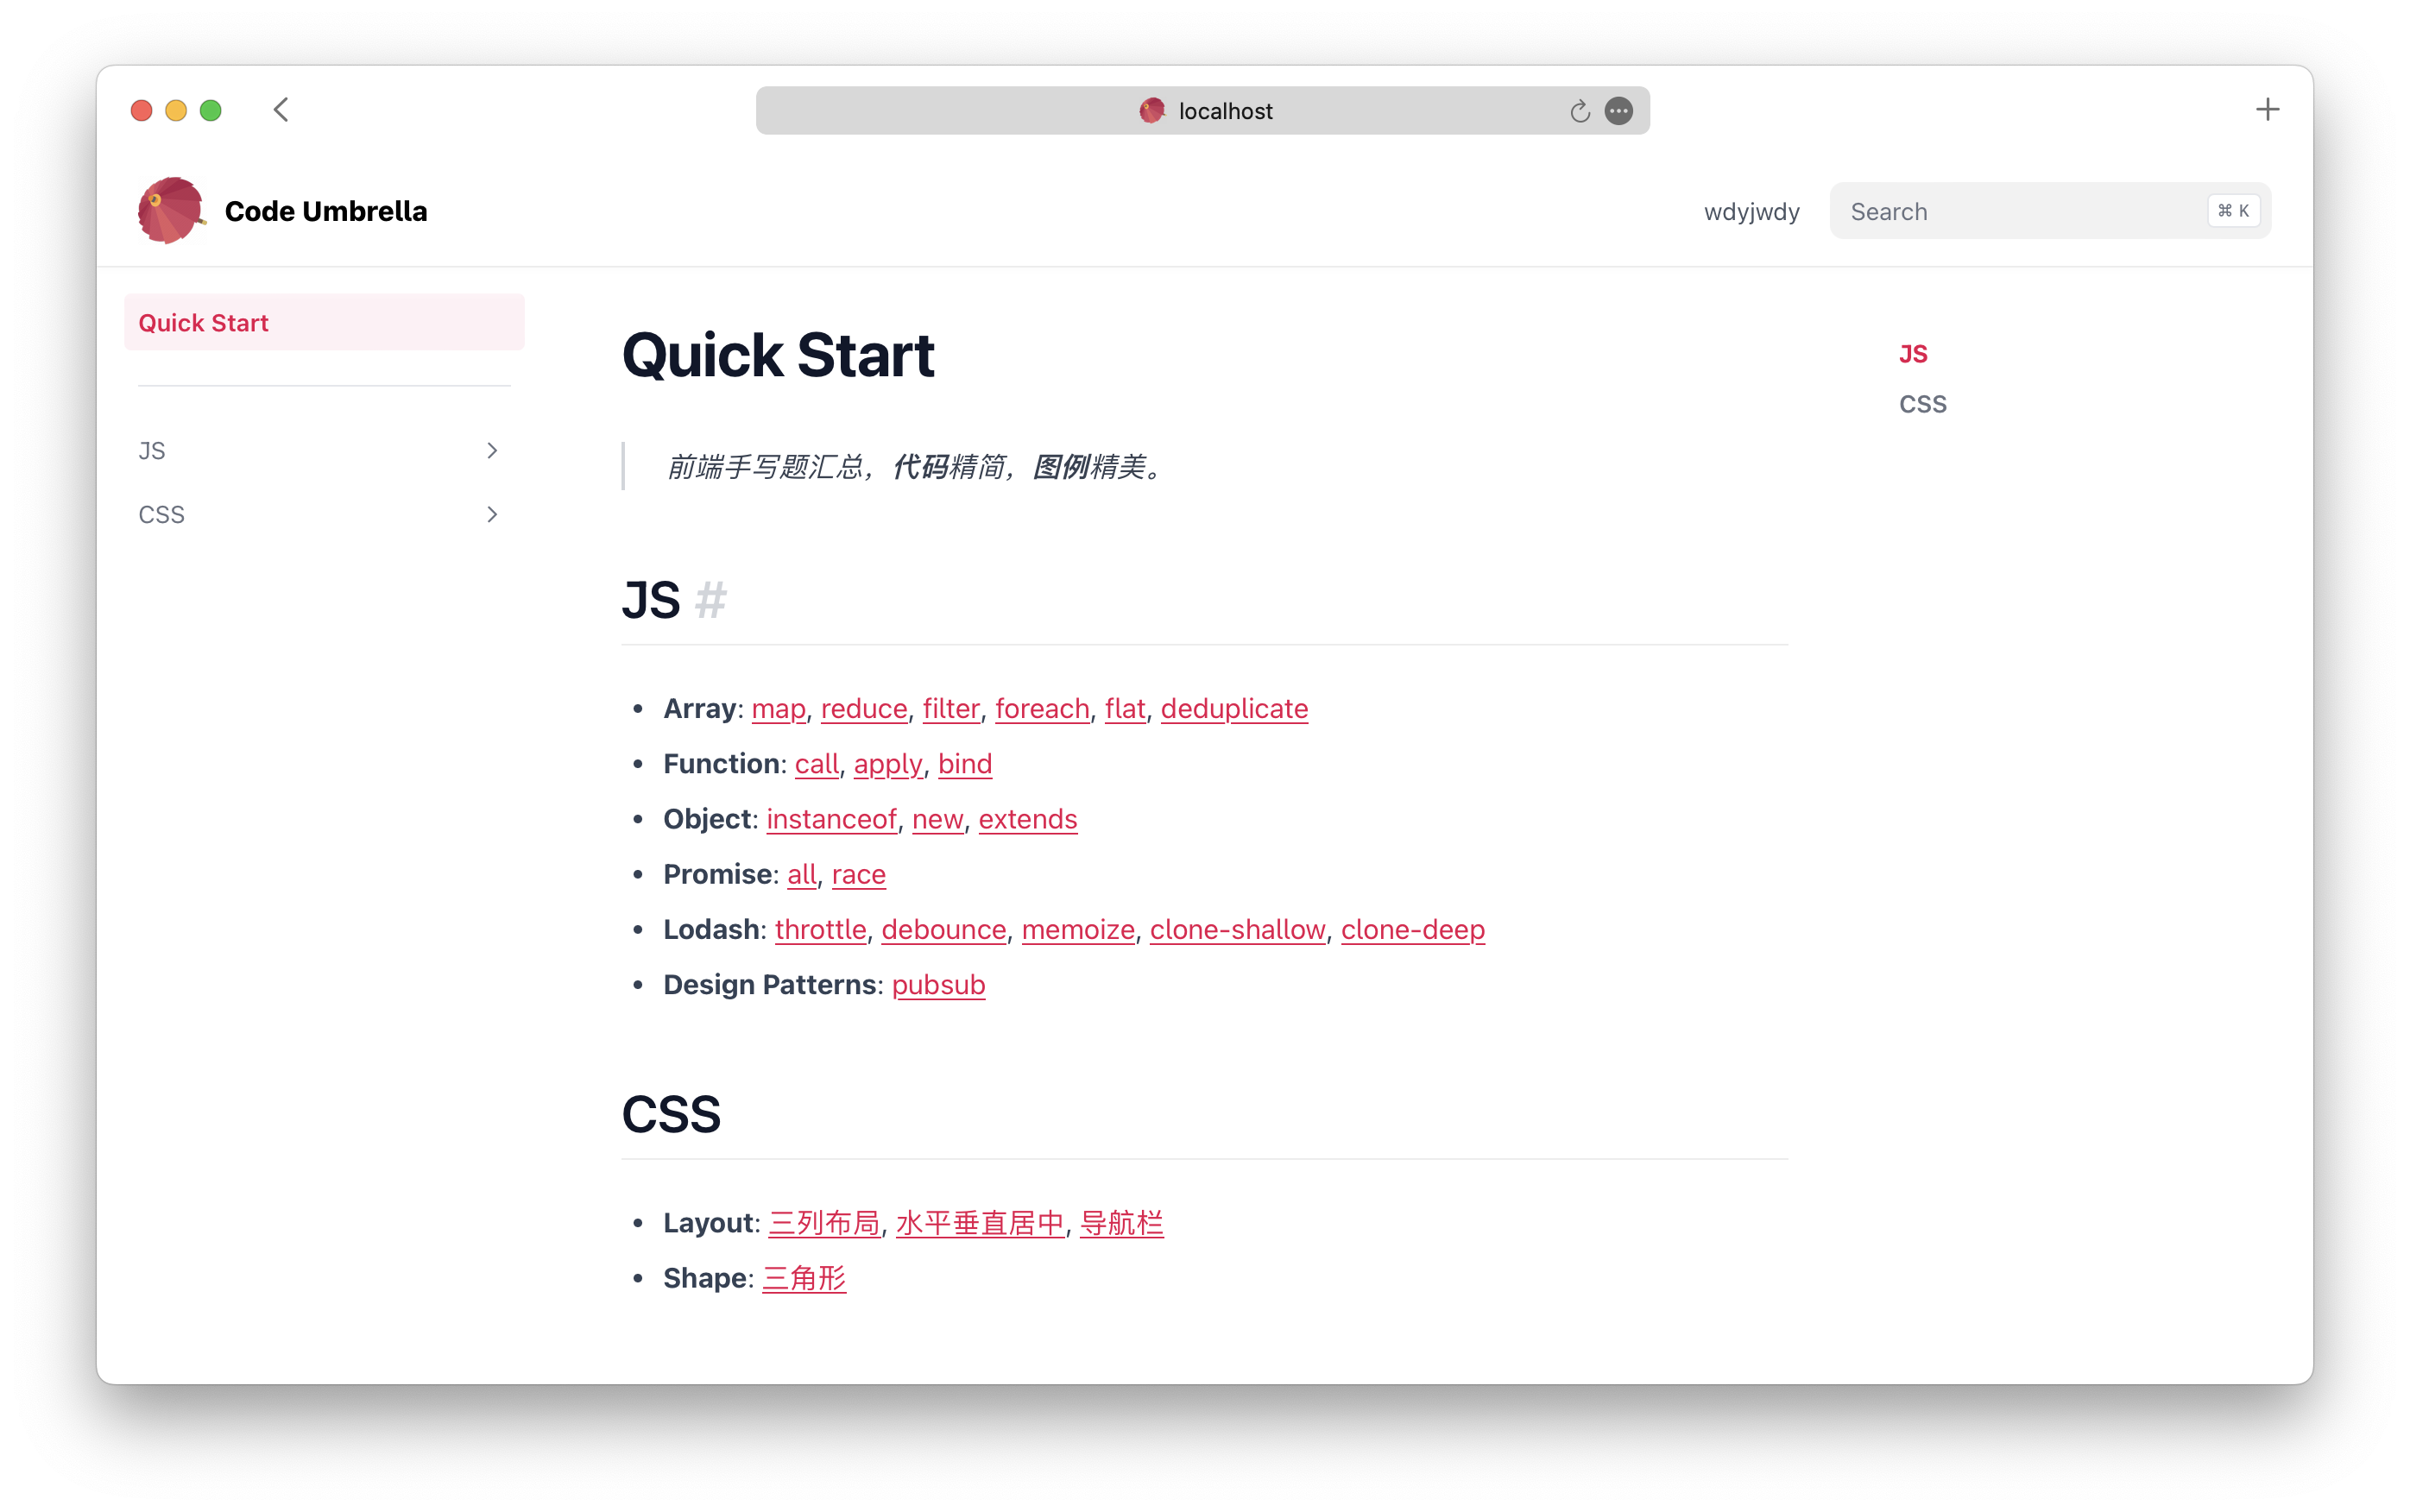 localhost
Code Umbrella
wdyjwdy
Search
⌘ K
Quick Start
JS
CSS
Quick Start
前端手写题汇总，代码精简，图例精美。
JS #
• Array: map, reduce, filter, foreach, flat, deduplicate
• Function: call, apply, bind
• Object: instanceof, new, extends
• Promise: all, race
• Lodash: throttle, debounce, memoize, clone-shallow, clone-deep
• Design Patterns: pubsub
CSS
• Layout: 三列布局, 水平垂直居中, 导航栏
• Shape: 三角形
JS
CSS